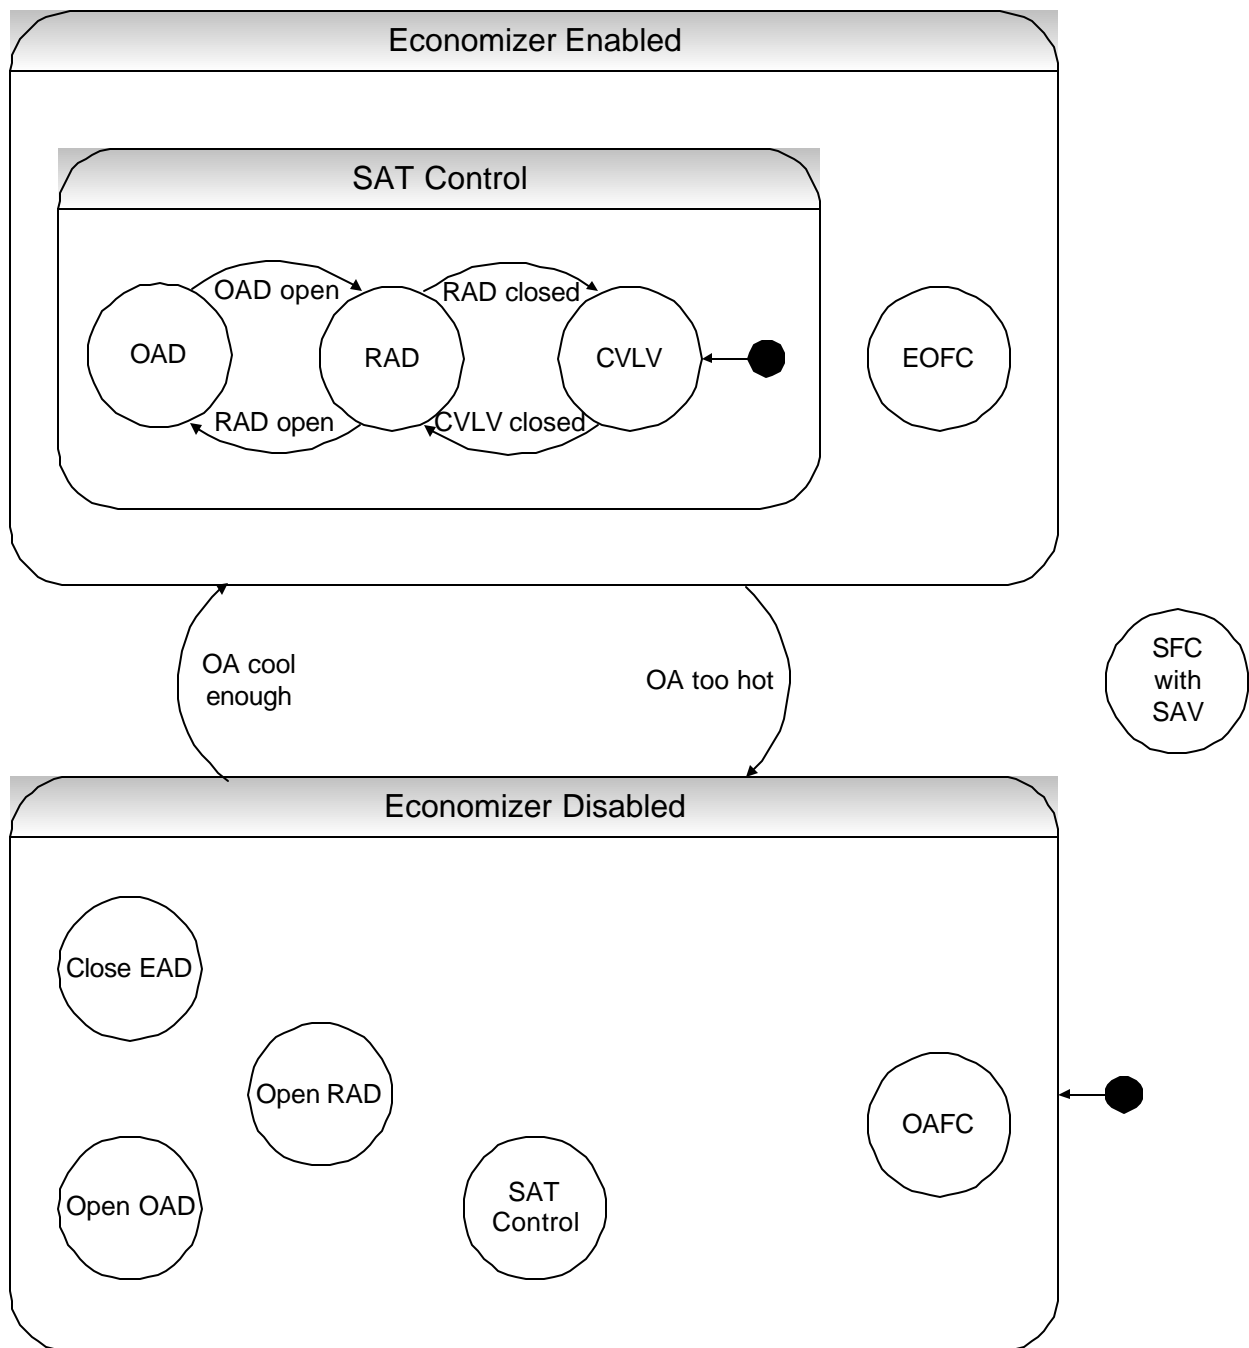 Economizer Enabled
SAT Control
OAD open
RAD closed
OAD
RAD
CVLV
EOFC
RAD open
CVLV closed
OA cool
enough
OA too hot
SFC
with
SAV
Economizer Disabled
Close EAD
Open RAD
OAFC
Open OAD
SAT
Control